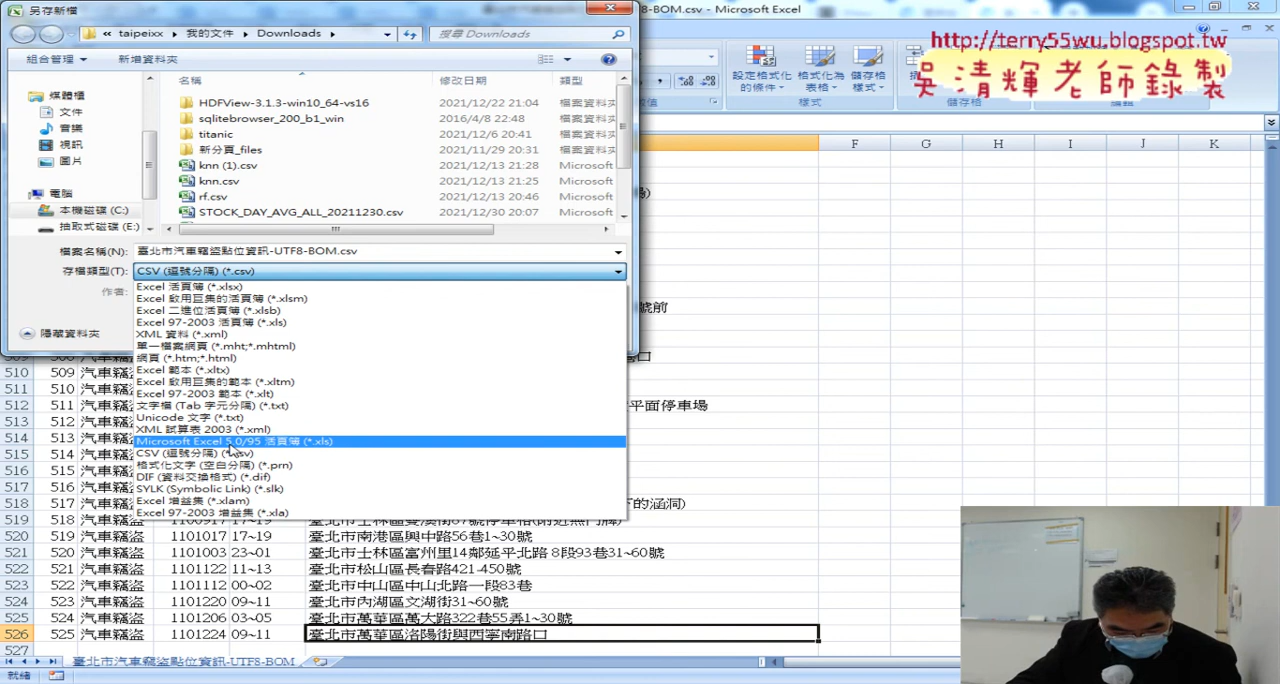 另存新檔
-BOM.csv - Microsoft Excel
http://terry55wu.blogspot.tw
吳清輝老師錄製
« taipeixx ▸ 我的文件 ▸ Downloads ▸
搜尋 Downloads
組合管理 新增資料夾
名稱 修改日期 類型
媒體櫃
文件
音樂
視訊
圖片
電腦
本機磁碟 (C:)
抽取式磁碟 (E:)
HDFView-3.1.3-win10_64-vs16 2021/12/22 21:04 檔案資料夾
sqlitebrowser_200_b1_win 2016/4/8 22:48 檔案資料夾
titanic 2021/12/6 20:41 檔案資料夾
新分頁_files 2021/11/29 20:31 檔案資料夾
knn (1).csv 2021/12/13 21:28 Microsoft
knn.csv 2021/12/13 21:25 Microsoft
rf.csv 2021/12/13 20:46 Microsoft
STOCK_DAY_AVG_ALL_20211230.csv 2021/12/30 20:07 Microsoft
檔案名稱(N): 臺北市汽車竊盜點位資訊-UTF8-BOM.csv
存檔類型(T): CSV (逗號分隔) (*.csv)
作者:
隱藏資料夾
Excel 活頁簿 (*.xlsx)
Excel 啟用巨集的活頁簿 (*.xlsm)
Excel 二進位活頁簿 (*.xlsb)
Excel 97-2003 活頁簿 (*.xls)
XML 資料 (*.xml)
單一檔案網頁 (*.mht;*.mhtml)
網頁 (*.htm;*.html)
Excel 範本 (*.xltx)
Excel 啟用巨集的範本 (*.xltm)
Excel 97-2003 範本 (*.xlt)
文字檔 (Tab 字元分隔) (*.txt)
Unicode 文字 (*.txt)
XML 試算表 2003 (*.xml)
Microsoft Excel 5.0/95 活頁簿 (*.xls)
CSV (逗號分隔) (*.csv)
格式化文字 (空白分隔) (*.prn)
DIF (資料交換格式) (*.dif)
SYLK (Symbolic Link) (*.slk)
Excel 增益集 (*.xlam)
Excel 97-2003 增益集 (*.xla)
設定格式化的條件 格式化為表格 儲存格樣式
樣式 儲存格
F G H I J K
號前
510 509 汽車竊
511 510 汽車竊
512 511 汽車竊 平面停車場
513 512 汽車竊
514 513 汽車竊
515 514 汽車竊
516 515 汽車竊
517 516 汽車竊
518 517 汽車竊 下的涵洞)
519 518 汽車竊盜 1100917 17~19
520 519 汽車竊盜 1101017 17~19 臺北市南港區興中路56巷1~30號
521 520 汽車竊盜 1101003 23~01 臺北市士林區富州里14鄰延平北路 8段93巷31~60號
522 521 汽車竊盜 1101122 11~13 臺北市松山區長春路421-450號
523 522 汽車竊盜 1101112 00~02 臺北市中山區中山北路一段83巷
524 523 汽車竊盜 1101220 09~11 臺北市內湖區文湖街31~60號
525 524 汽車竊盜 1101206 03~05 臺北市萬華區萬大路322巷55弄1~30號
526 525 汽車竊盜 1101224 09~11 臺北市萬華區洛陽街與西寧南路口
527
臺北市汽車竊盜點位資訊-UTF8-BOM
就緒